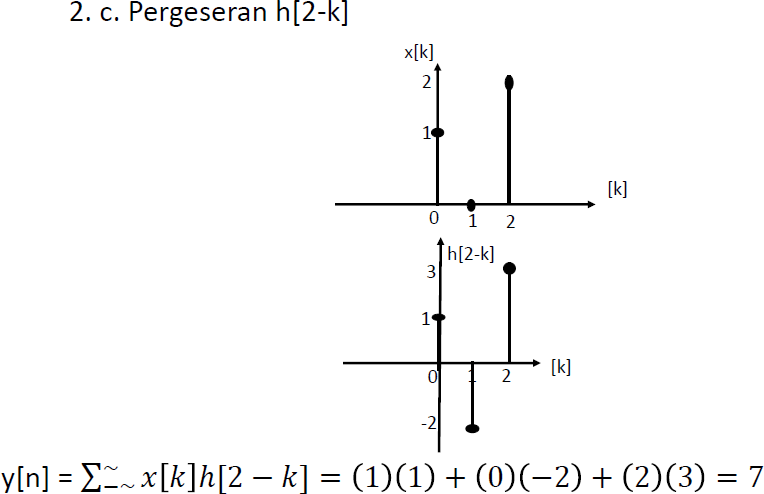 2. c. Pergeseran h[2-k]
x[k]
2
1
[k]
0 1 2
h[2-k]
3
1
[k]
0 1 2
-2
y[n] = ∑_{−~}^{~} x[k]h[2 − k] = (1)(1) + (0)(−2) + (2)(3) = 7